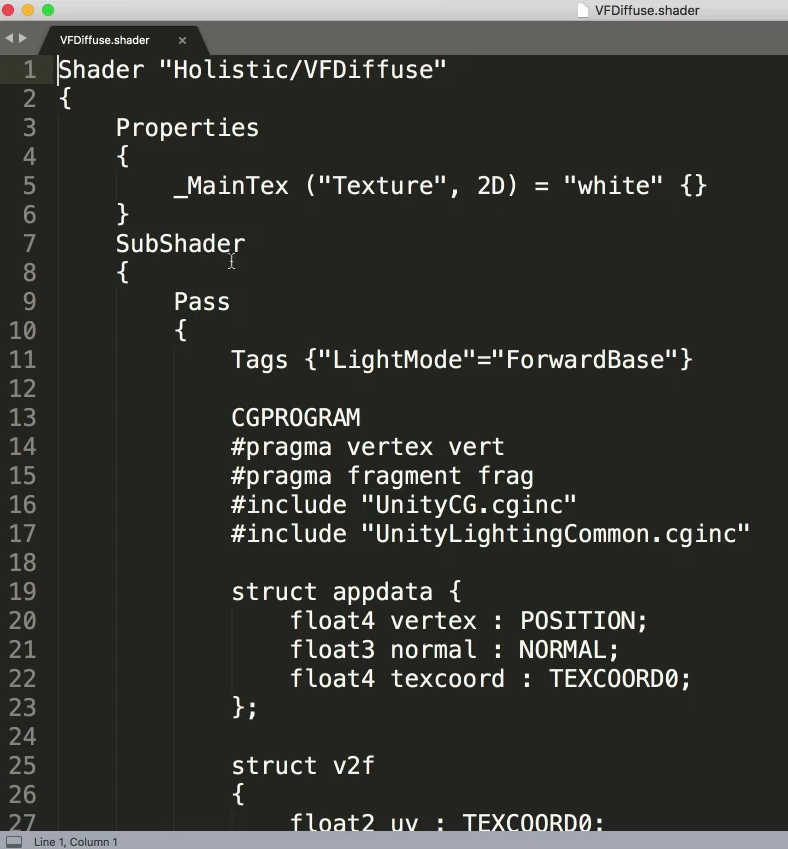 VFDiffuse.shader
VFDiffuse.shader ×
1 Shader "Holistic/VFDiffuse"
2 {
3 Properties
4 {
5 _MainTex ("Texture", 2D) = "white" {}
6 }
7 SubShader
8 {
9 Pass
10 {
11 Tags {"LightMode"="ForwardBase"}
12
13 CGPROGRAM
14 #pragma vertex vert
15 #pragma fragment frag
16 #include "UnityCG.cginc"
17 #include "UnityLightingCommon.cginc"
18
19 struct appdata {
20 float4 vertex : POSITION;
21 float3 normal : NORMAL;
22 float4 texcoord : TEXCOORD0;
23 };
24
25 struct v2f
26 {
27 float2 uv : TEXCOORD0;
Line 1, Column 1